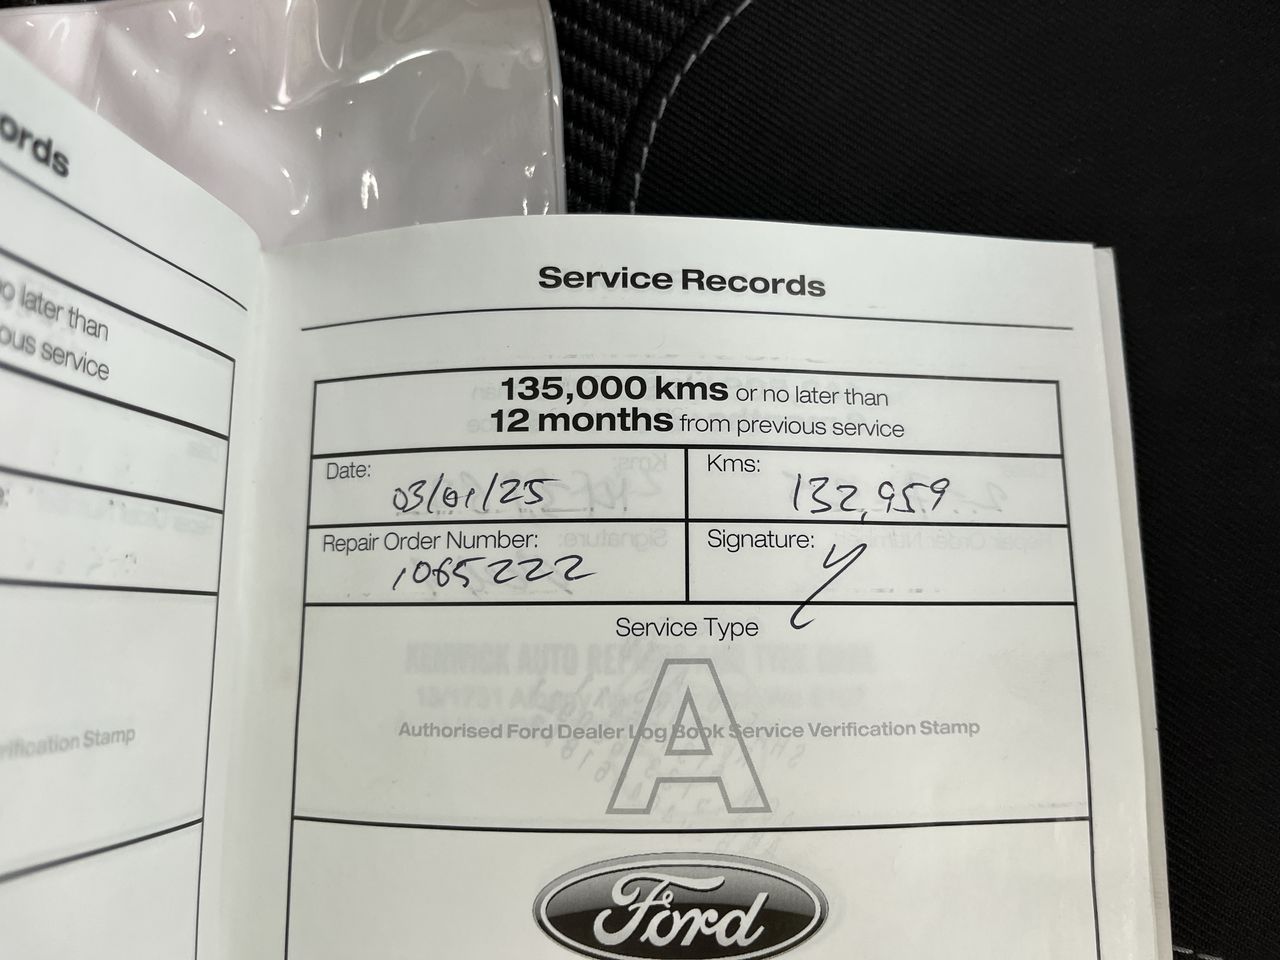 ords
no later than
ous service
e:
rification Stamp
Service Records
135,000 kms or no later than
12 months from previous service
Date: 03/01/25
Kms: 132,959
Repair Order Number: 1065222
Signature:
Service Type
A
Authorised Ford Dealer Log Book Service Verification Stamp
Ford